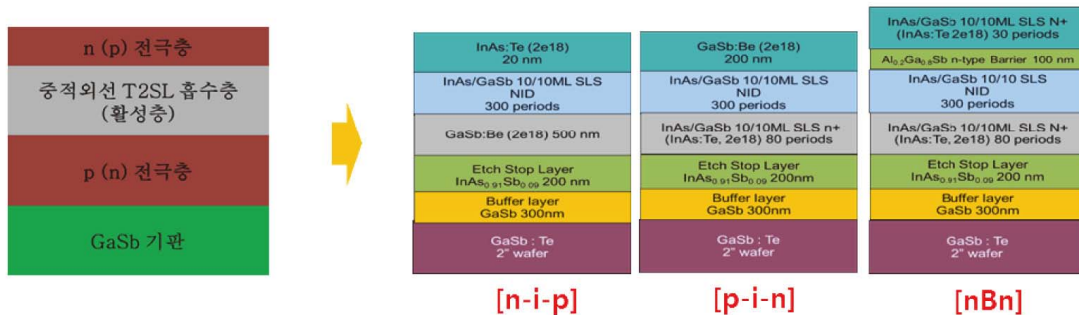 n (p) 전극층
중적외선 T2SL 흡수층
(활성층)
p (n) 전극층
GaSb 기판
InAs:Te (2e18)
20 nm
InAs/GaSb 10/10ML SLS
NID
300 periods
GaSb:Be (2e18) 500 nm
Etch Stop Layer
InAs0.91Sb0.09 200 nm
Buffer layer
GaSb 300nm
GaSb : Te
2" wafer
[n-i-p]
GaSb:Be (2e18)
200 nm
InAs/GaSb 10/10ML SLS
NID
300 periods
InAs/GaSb 10/10ML SLS n+
(InAs:Te, 2e18) 80 periods
Etch Stop Layer
InAs0.91Sb0.09 200nm
Buffer layer
GaSb 300nm
GaSb : Te
2" wafer
[p-i-n]
InAs/GaSb 10/10ML SLS N+
(InAs:Te 2e18) 30 periods
Al0.2Ga0.8Sb n-type Barrier 100 nm
InAs/GaSb 10/10 SLS
NID
300 periods
InAs/GaSb 10/10ML SLS N+
(InAs:Te, 2e18) 80 periods
Etch Stop Layer
InAs0.91Sb0.09 200 nm
Buffer layer
GaSb 300nm
GaSb : Te
2" wafer
[nBn]